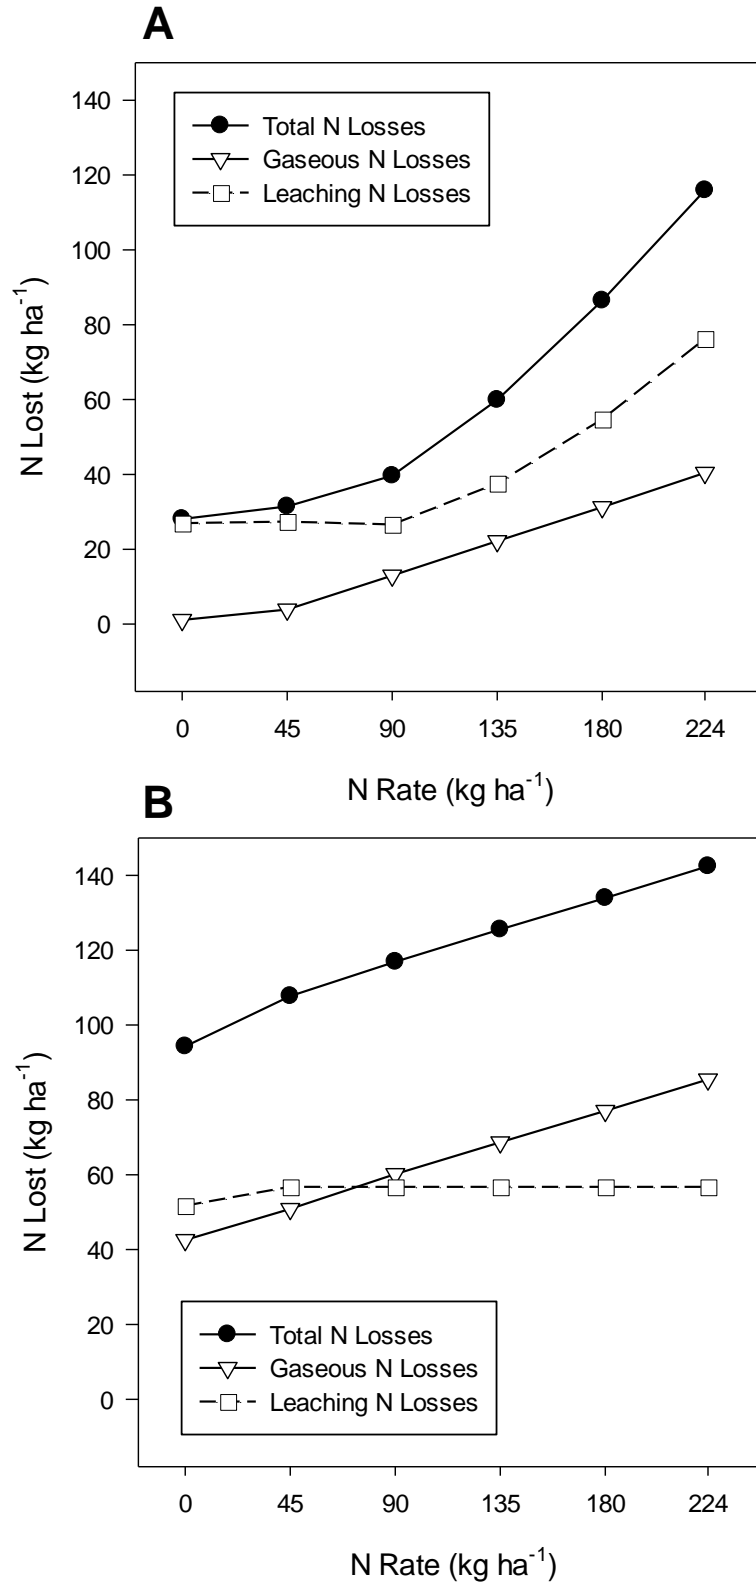 A
140
120
100
80
60
40
20
0
N Lost (kg ha⁻¹)
Total N Losses
Gaseous N Losses
Leaching N Losses
0 45 90 135 180 224
N Rate (kg ha⁻¹)
B
140
120
100
80
60
40
20
0
N Lost (kg ha⁻¹)
Total N Losses
Gaseous N Losses
Leaching N Losses
0 45 90 135 180 224
N Rate (kg ha⁻¹)